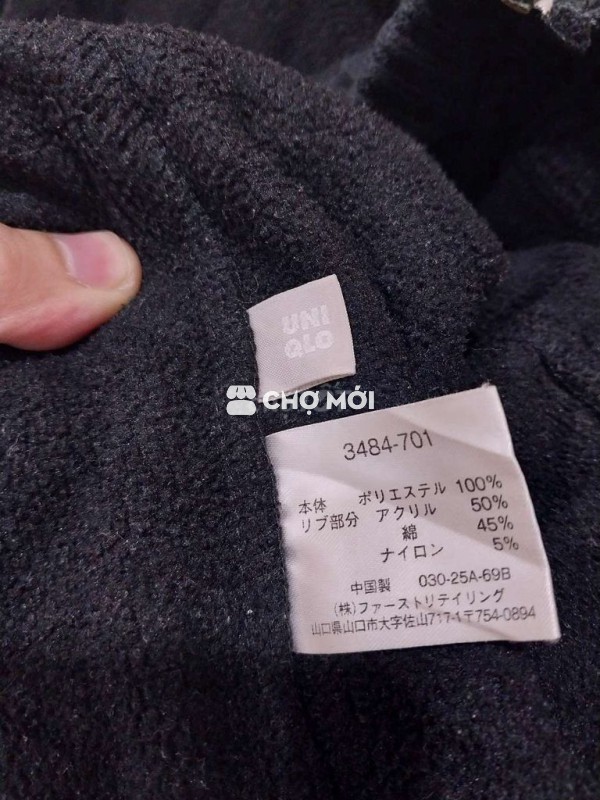 UNI
QLO
CHỢ MỚI
3484-701
本体 ポリエステル 100%
リブ部分 アクリル 50%
綿 45%
ナイロン 5%
中国製 030-25A-69B
(株)ファーストリテイリング
山口県山口市大字佐山717-1〒754-0894